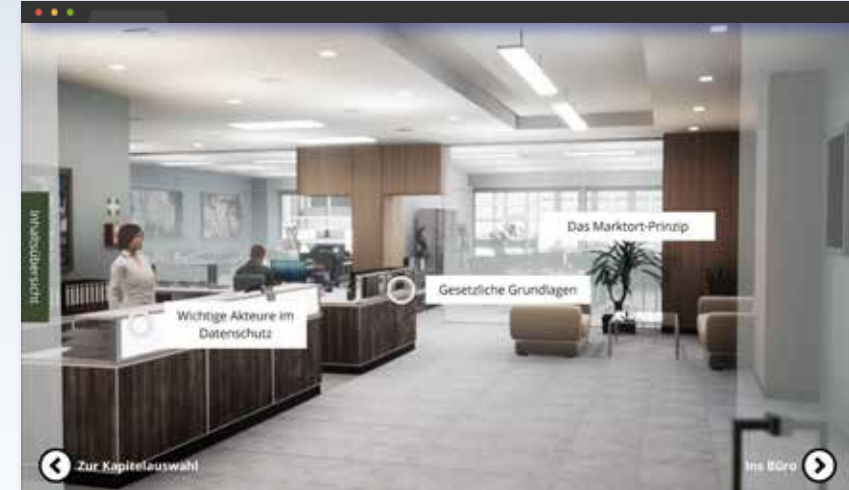 Das Marktort-Prinzip
Gesetzliche Grundlagen
Wichtige Akteure im
Datenschutz
Inhaltsübersicht
Zur Kapitelauswahl
Ins Büro